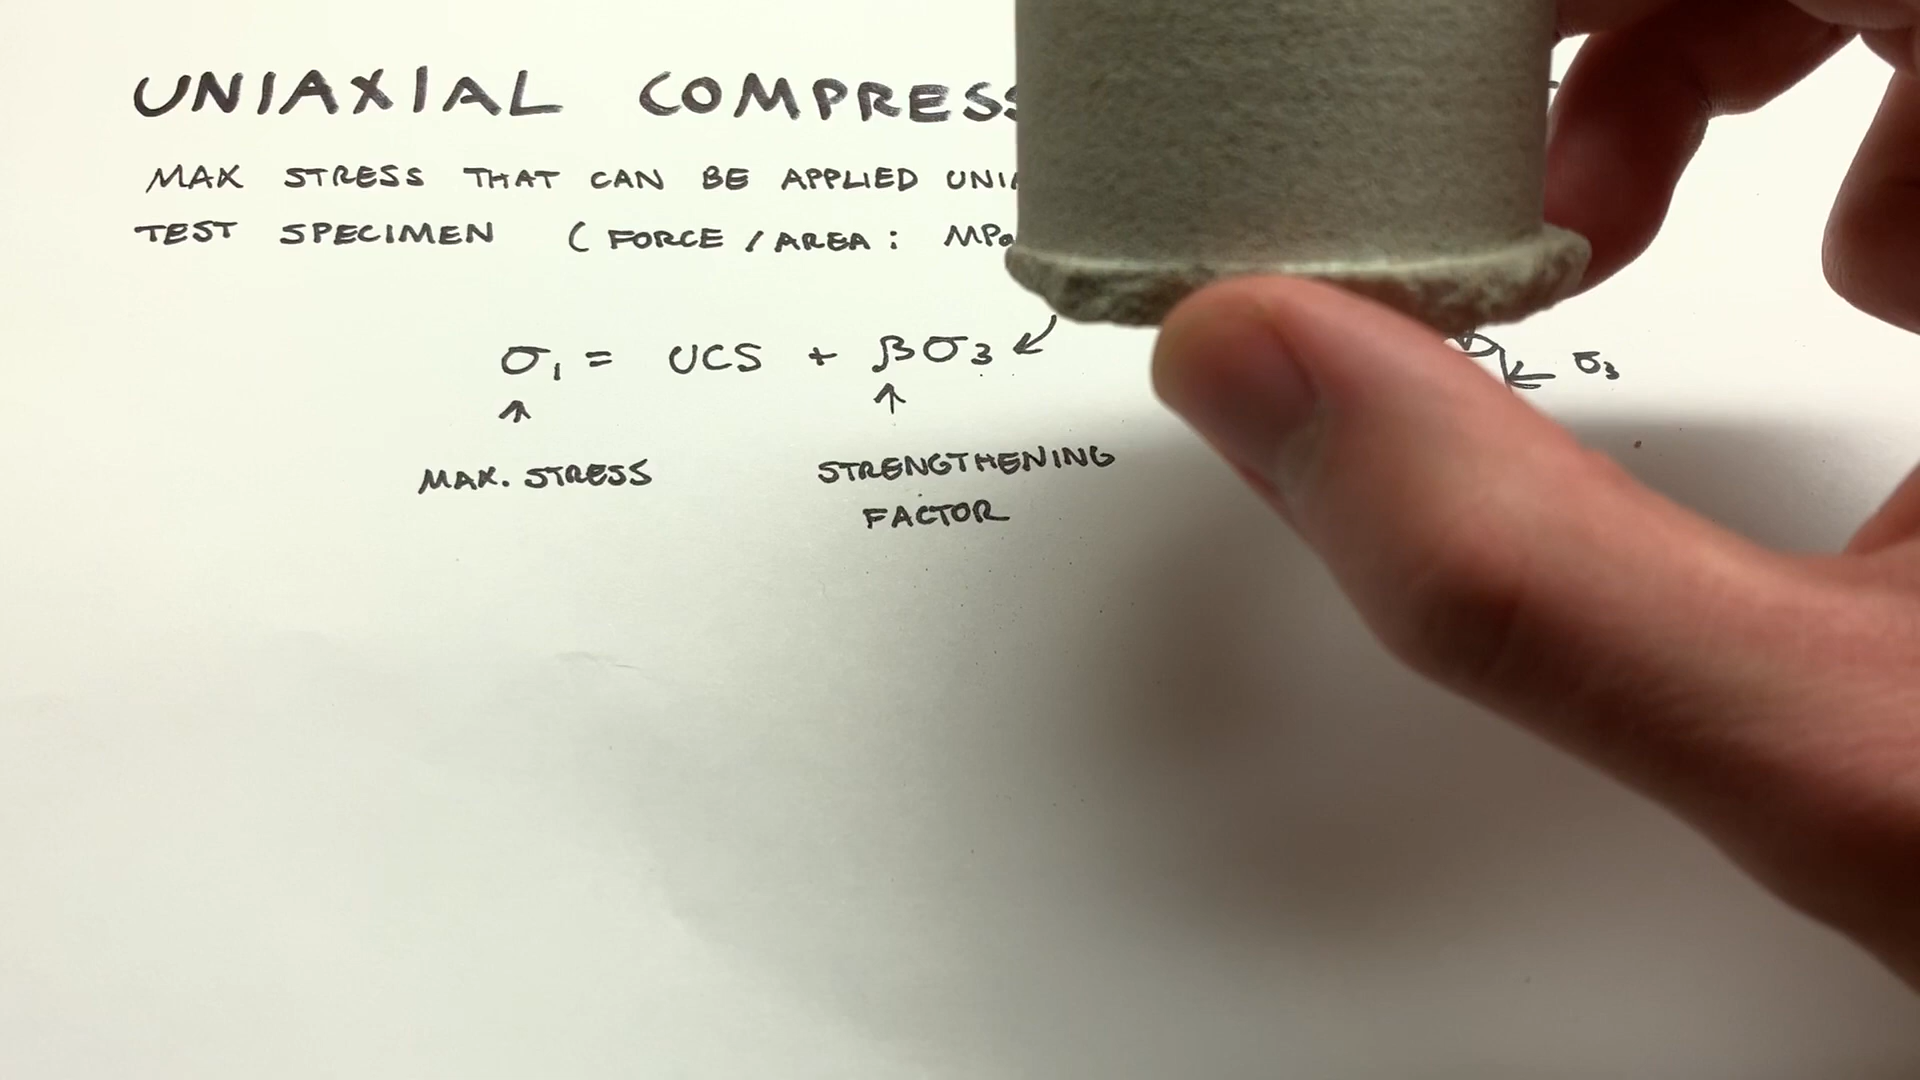 UNIAXIAL COMPRESS
MAX STRESS THAT CAN BE APPLIED
TEST SPECIMEN (FORCE / AREA: MPa
σ₁ = UCS + βσ₃ ↙
← σ₃
↑ ↑
MAX. STRESS STRENGTHENING
FACTOR